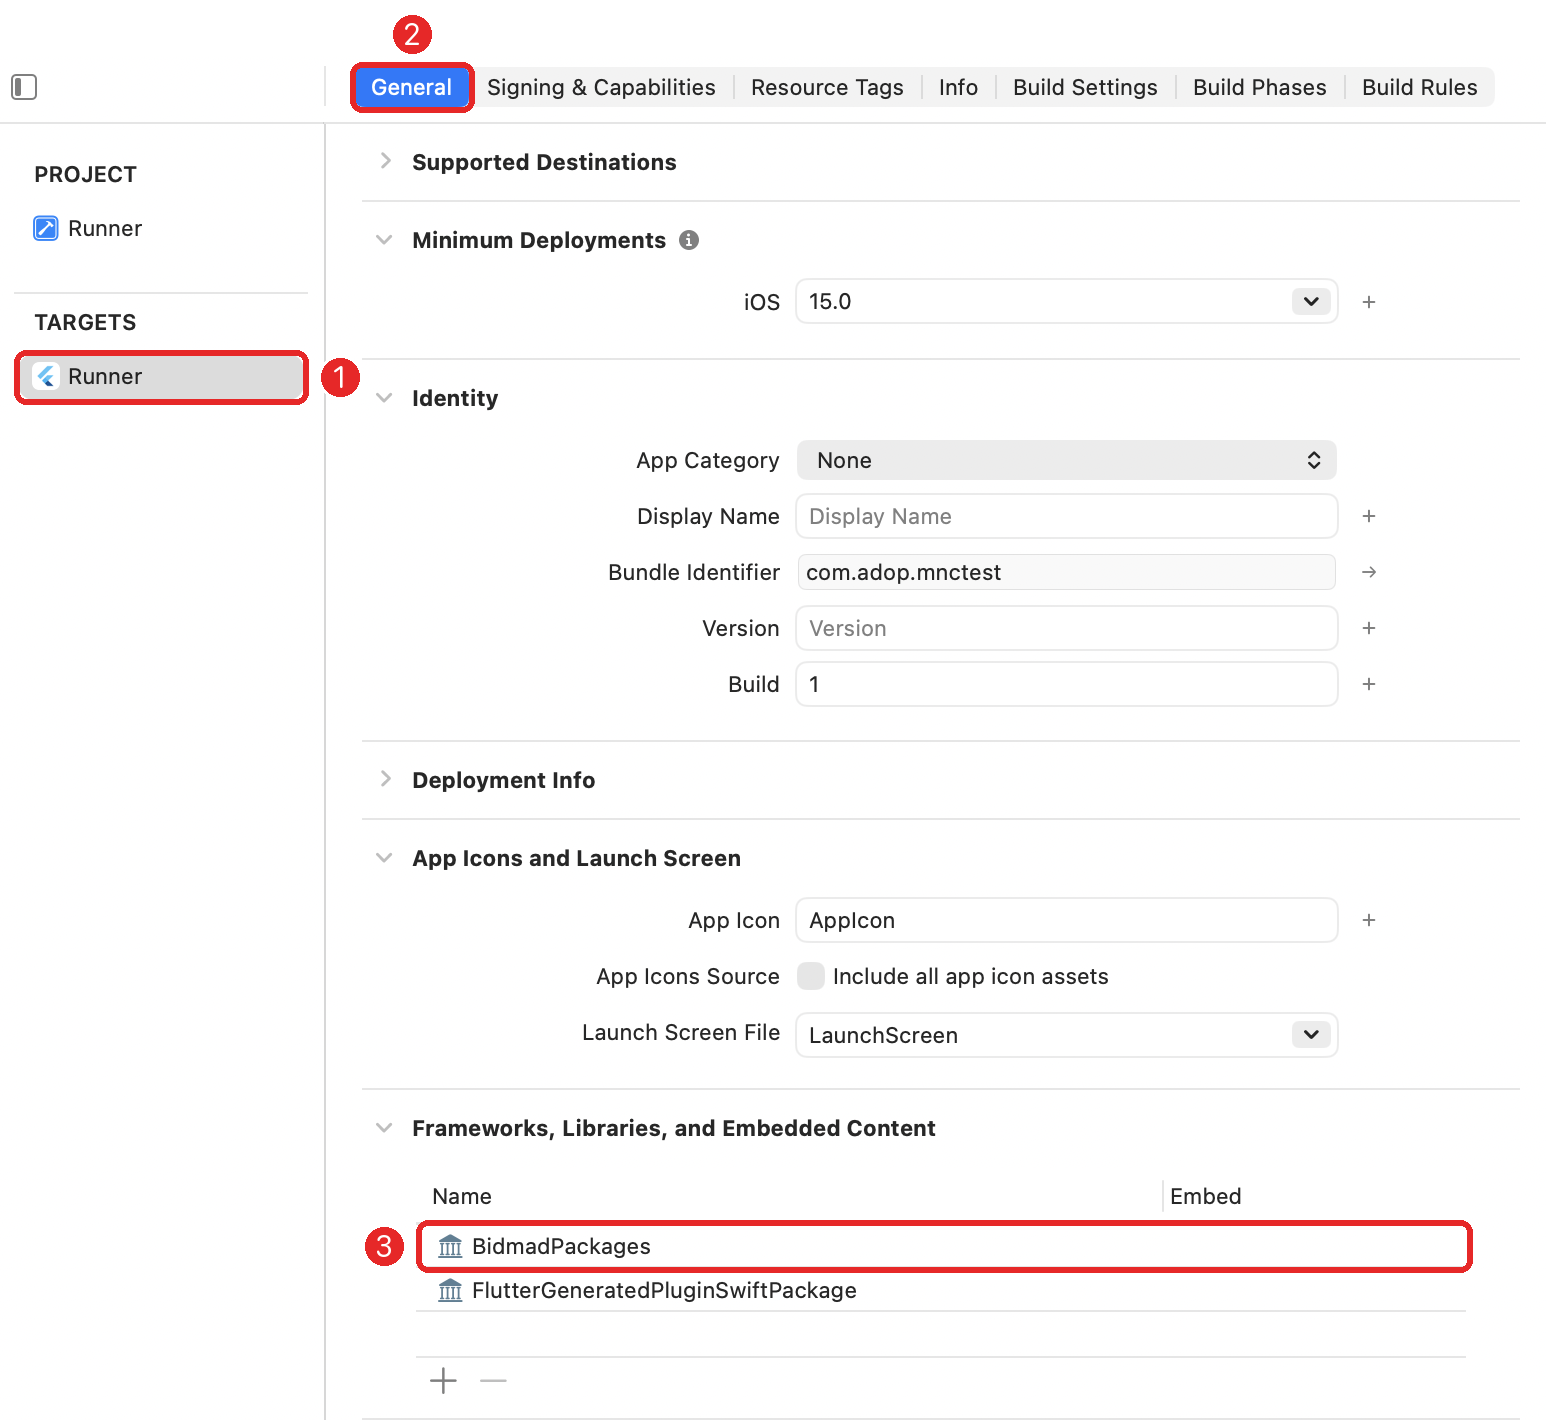 2
General
Signing & Capabilities
Resource Tags
Info
Build Settings
Build Phases
Build Rules
PROJECT
Runner
TARGETS
Runner
1
Supported Destinations
Minimum Deployments
iOS
15.0
Identity
App Category
None
Display Name
Display Name
Bundle Identifier
com.adop.mnctest
Version
Version
Build
1
Deployment Info
App Icons and Launch Screen
App Icon
AppIcon
App Icons Source
Include all app icon assets
Launch Screen File
LaunchScreen
Frameworks, Libraries, and Embedded Content
Name
Embed
3
BidmadPackages
FlutterGeneratedPluginSwiftPackage